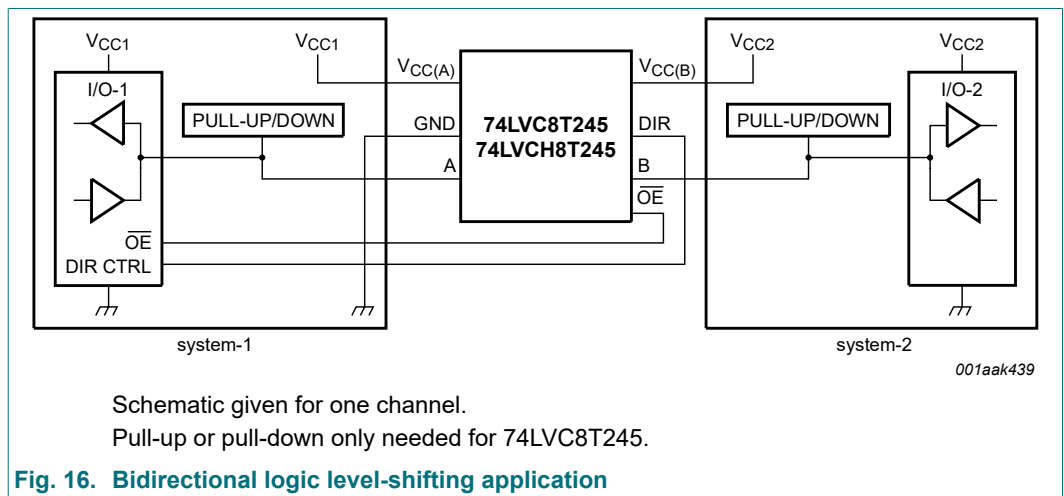 VCC1
VCC1
VCC2
VCC2
VCC(A)
VCC(B)
I/O-1
I/O-2
PULL-UP/DOWN
GND
74LVC8T245
DIR
PULL-UP/DOWN
74LVCH8T245
A
B
OE
OE
DIR CTRL
system-1
system-2
001aak439
Schematic given for one channel.
Pull-up or pull-down only needed for 74LVC8T245.
Fig. 16. Bidirectional logic level-shifting application